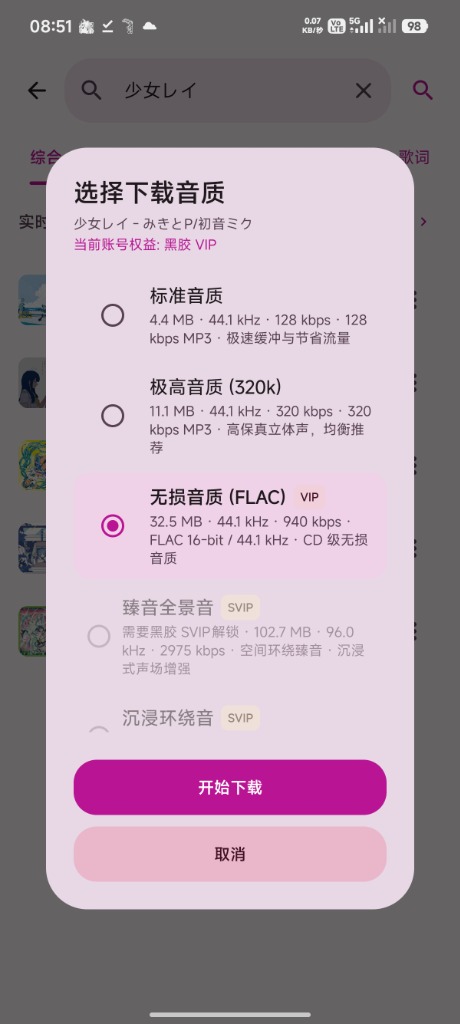 08:51
0.07
KB/秒
Vo
LTE
5G
98
少女レイ
综合
歌词
实时
选择下载音质
少女レイ - みきとP/初音ミク
当前账号权益: 黑胶 VIP
标准音质
4.4 MB · 44.1 kHz · 128 kbps · 128
kbps MP3 · 极速缓冲与节省流量
极高音质 (320k)
11.1 MB · 44.1 kHz · 320 kbps · 320
kbps MP3 · 高保真立体声，均衡推
荐
无损音质 (FLAC) VIP
32.5 MB · 44.1 kHz · 940 kbps ·
FLAC 16-bit / 44.1 kHz · CD 级无损
音质
臻音全景音 SVIP
需要黑胶 SVIP解锁 · 102.7 MB · 96.0
kHz · 2975 kbps · 空间环绕臻音 · 沉浸
式声场增强
沉浸环绕音 SVIP
开始下载
取消